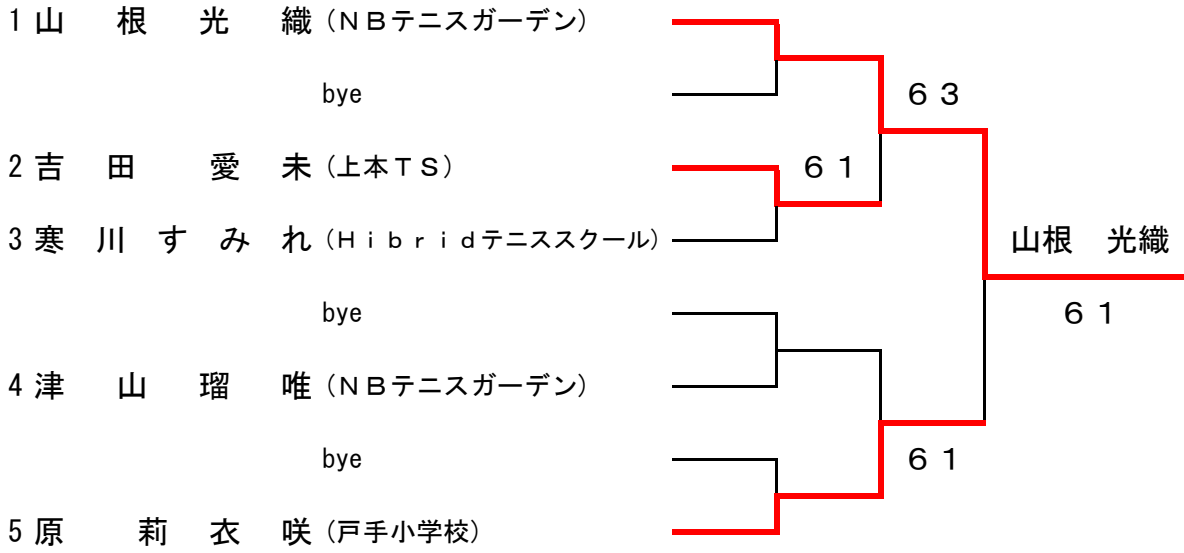 1 山根光織 (ＮＢテニスガーデン)
bye
６３
2 吉田愛未 (上本ＴＳ)
６１
3 寒川すみれ (Ｈｉｂｒｉｄテニススクール)
山根　光織
bye
６１
4 津山瑠唯 (ＮＢテニスガーデン)
bye
６１
5 原莉衣咲 (戸手小学校)